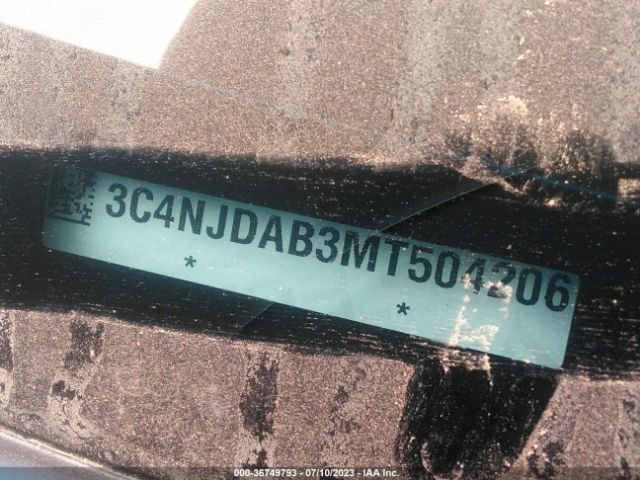 3C4NJDAB3MT504206
* *
000-36749793 - 07/10/2023 - IAA Inc.